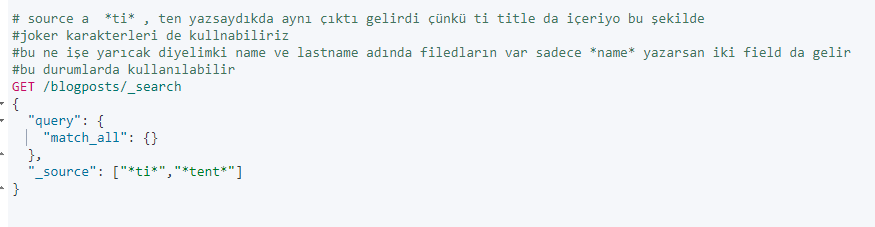 # source a  *ti* , ten yazsaydıkda aynı çıktı gelirdi çünkü ti title da içeriyo bu şekilde
#joker karakterleri de kullnabiliriz
#bu ne işe yarıcak diyelimki name ve lastname adında filedların var sadece *name* yazarsan iki field da gelir
#bu durumlarda kullanılabilir
GET /blogposts/_search
{
  "query": {
    "match_all": {}
  },
  "_source": ["*ti*","*tent*"]
}